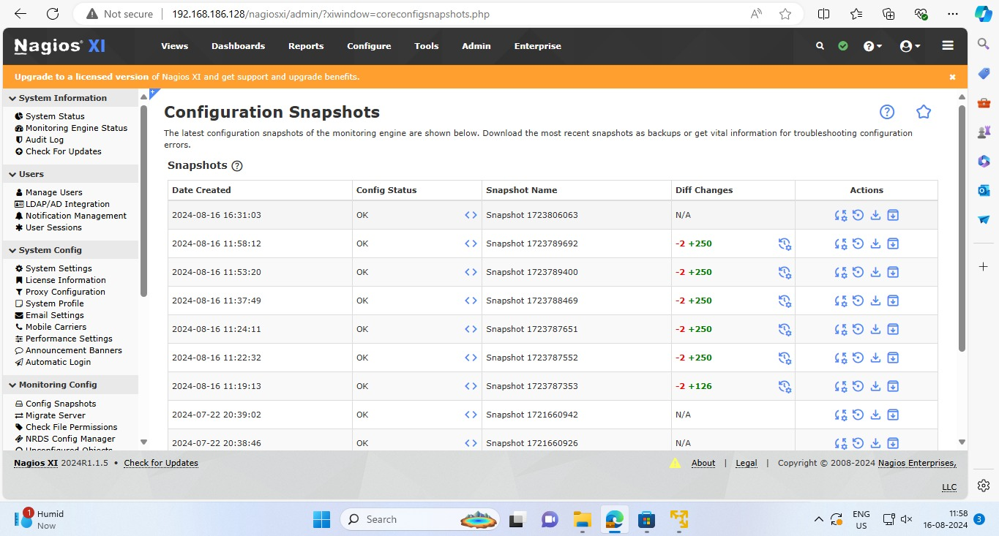 Not secure
192.168.186.128/nagiosxi/admin/?xiwindow=coreconfigsnapshots.php
Nagios® XI
Views
Dashboards
Reports
Configure
Tools
Admin
Enterprise
Upgrade to a licensed version of Nagios XI and get support and upgrade benefits.
System Information
System Status
Monitoring Engine Status
Audit Log
Check For Updates
Users
Manage Users
LDAP/AD Integration
Notification Management
User Sessions
System Config
System Settings
License Information
Proxy Configuration
System Profile
Email Settings
Mobile Carriers
Performance Settings
Announcement Banners
Automatic Login
Monitoring Config
Config Snapshots
Migrate Server
Check File Permissions
NRDS Config Manager
Unconfigured Objects
Configuration Snapshots
The latest configuration snapshots of the monitoring engine are shown below. Download the most recent snapshots as backups or get vital information for troubleshooting configuration
errors.
Snapshots
Date Created Config Status Snapshot Name Diff Changes Actions
2024-08-16 16:31:03 OK Snapshot 1723806063 N/A
2024-08-16 11:58:12 OK Snapshot 1723789692 -2 +250
2024-08-16 11:53:20 OK Snapshot 1723789400 -2 +250
2024-08-16 11:37:49 OK Snapshot 1723788469 -2 +250
2024-08-16 11:24:11 OK Snapshot 1723787651 -2 +250
2024-08-16 11:22:32 OK Snapshot 1723787552 -2 +250
2024-08-16 11:19:13 OK Snapshot 1723787353 -2 +126
2024-07-22 20:39:02 OK Snapshot 1721660942 N/A
2024-07-22 20:38:46 OK Snapshot 1721660926 N/A
Nagios XI 2024R1.1.5 • Check for Updates
About | Legal | Copyright © 2008-2024 Nagios Enterprises,
LLC
1
Humid
Now
Search
ENG
US
11:58
16-08-2024
3